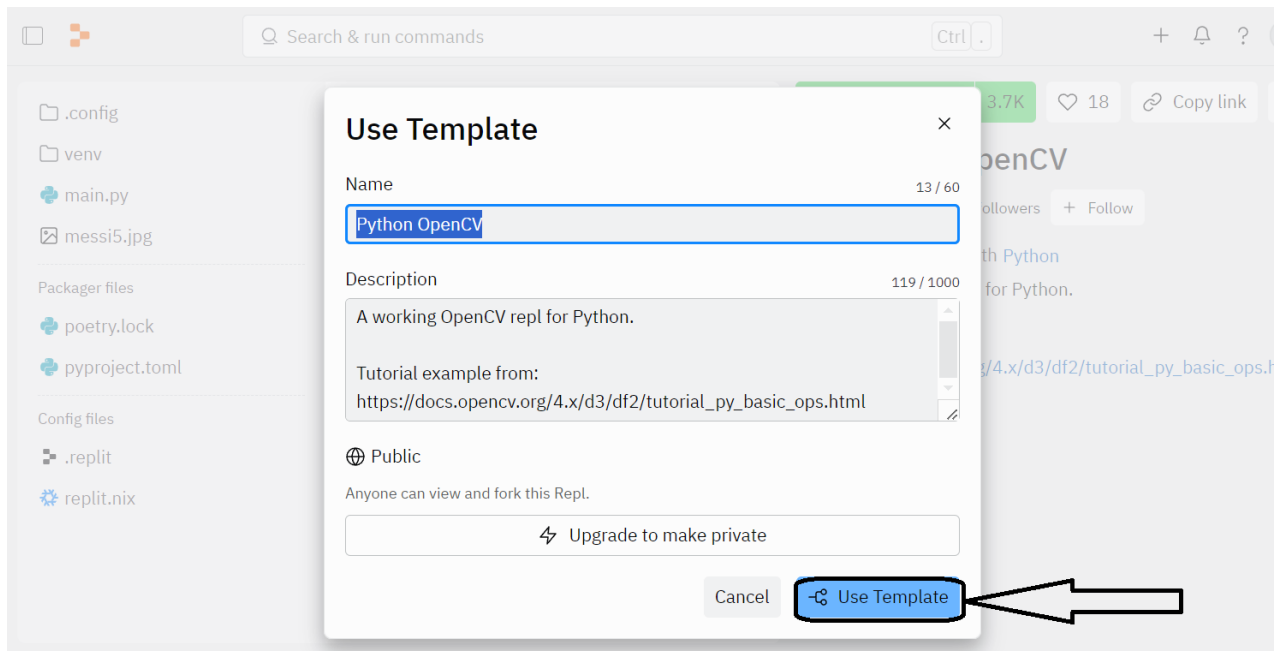 Search & run commands
Ctrl .
.config
venv
main.py
messi5.jpg
Packager files
poetry.lock
pyproject.toml
Config files
.replit
replit.nix
Use Template
Name
13 / 60
Python OpenCV
Description
119 / 1000
A working OpenCV repl for Python.
Tutorial example from:
https://docs.opencv.org/4.x/d3/df2/tutorial_py_basic_ops.html
Public
Anyone can view and fork this Repl.
Upgrade to make private
Cancel
Use Template
3.7K
18
Copy link
penCV
ollowers
Follow
th Python
for Python.
g/4.x/d3/df2/tutorial_py_basic_ops.h